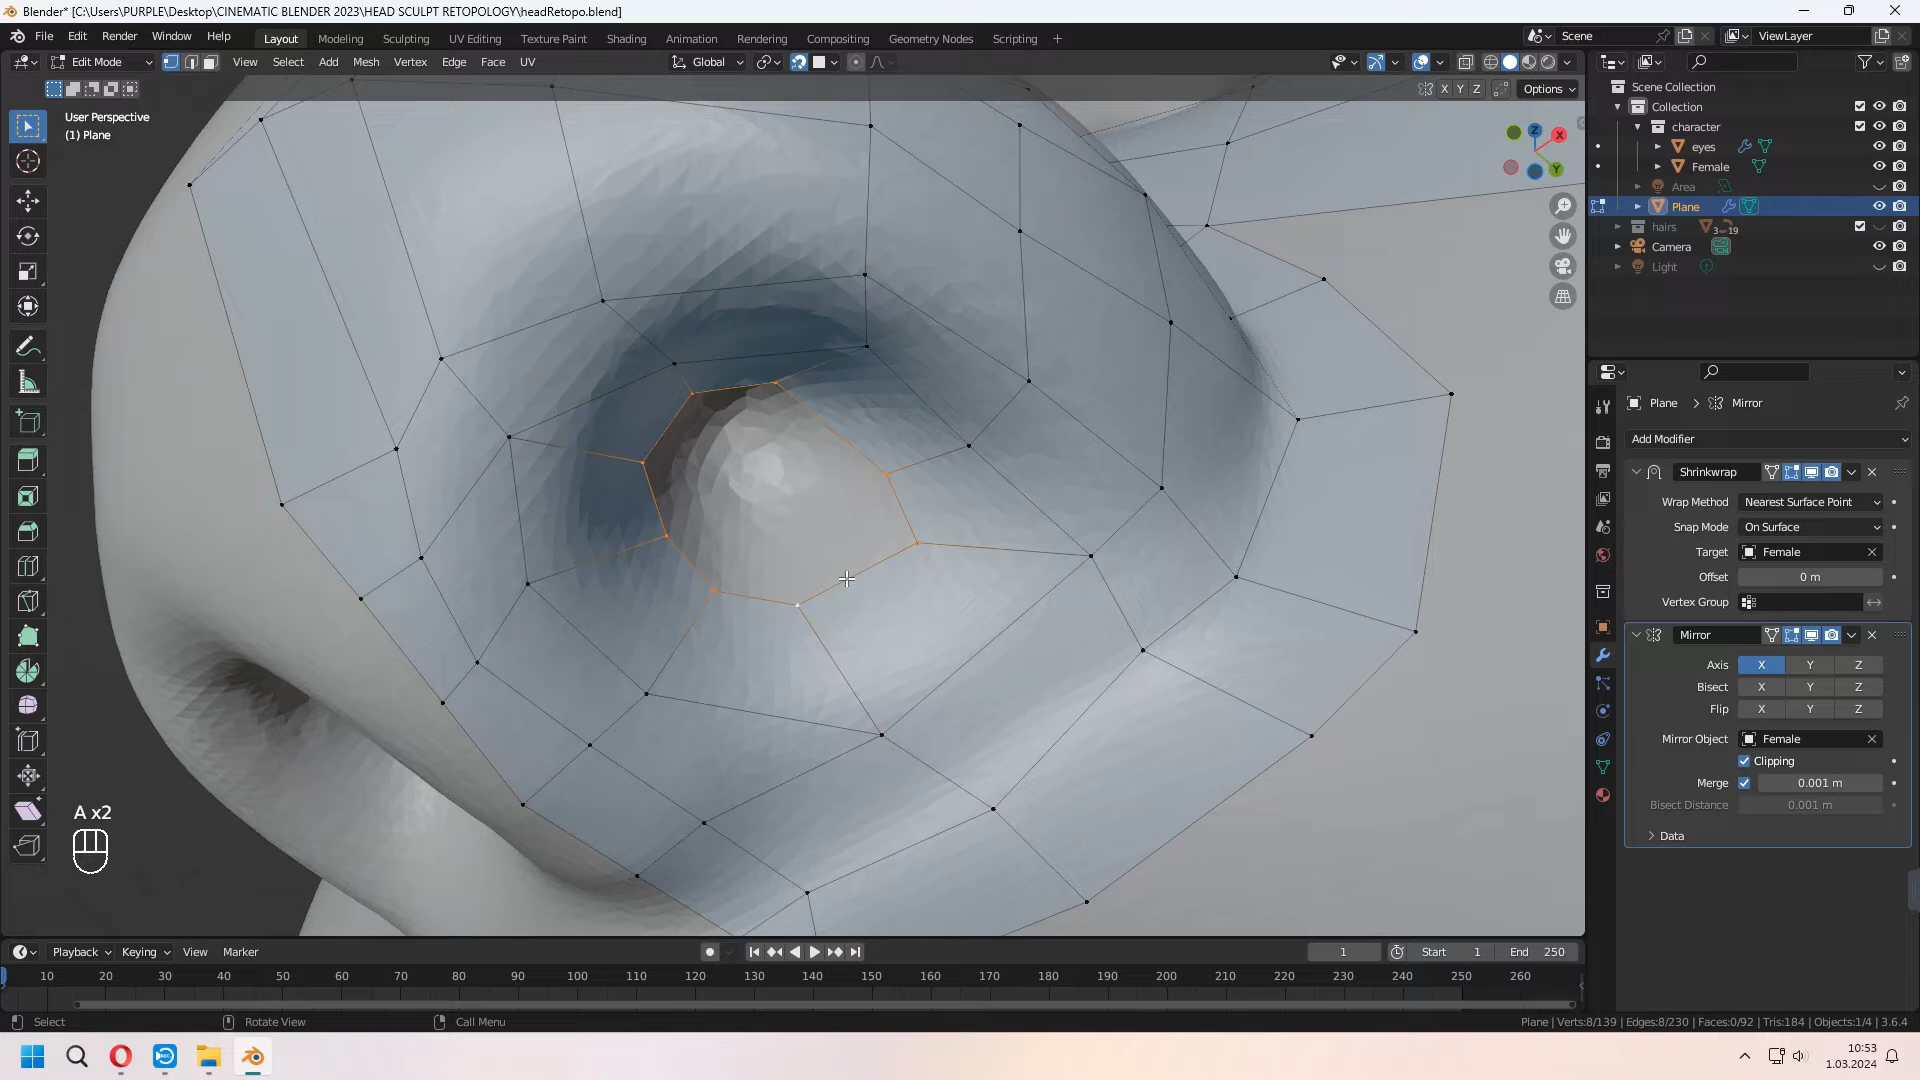 Blender* [C:\Users\PURPLE\Desktop\CINEMATIC BLENDER 2023\HEAD SCULPT RETOPOLOGY\headRetopo.blend]
File Edit Render Window Help Layout Modeling Sculpting UV Editing Texture Paint Shading Animation Rendering Compositing Geometry Nodes Scripting + Scene ViewLayer
Edit Mode View Select Add Mesh Vertex Edge Face UV Global
X Y Z Options
User Perspective
(1) Plane
Z X Y
Scene Collection
Collection
character
eyes
Female
Area
Plane
hairs 3 19
Camera
Light
Plane > Mirror
Add Modifier
Shrinkwrap
Wrap Method Nearest Surface Point
Snap Mode On Surface
Target Female
Offset 0 m
Vertex Group
Mirror
Axis X Y Z
Bisect X Y Z
Flip X Y Z
Mirror Object Female
Clipping
Merge 0.001 m
Bisect Distance 0.001 m
Data
A x2
Playback Keying View Marker 1 Start 1 End 250
10 20 30 40 50 60 70 80 90 100 110 120 130 140 150 160 170 180 190 200 210 220 230 240 250 260
Select Rotate View Call Menu Plane | Verts:8/139 | Edges:8/230 | Faces:0/92 | Tris:184 | Objects:1/4 | 3.6.4
10:53
1.03.2024